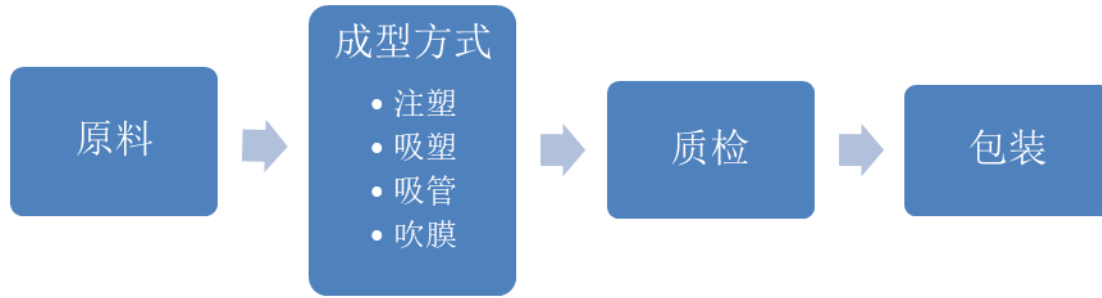 原料
成型方式
• 注塑
• 吸塑
• 吸管
• 吹膜
质检
包装